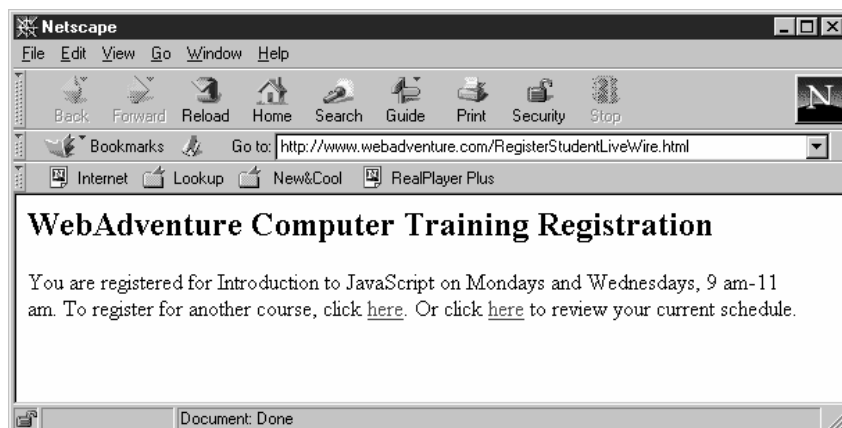 Netscape
File Edit View Go Window Help
N
Back Forward Reload Home Search Guide Print Security Stop
Bookmarks Go to: http://www.webadventure.com/RegisterStudentLiveWire.html
Internet Lookup New&Cool RealPlayer Plus
WebAdventure Computer Training Registration
You are registered for Introduction to JavaScript on Mondays and Wednesdays, 9 am-11
am. To register for another course, click here. Or click here to review your current schedule.
Document: Done